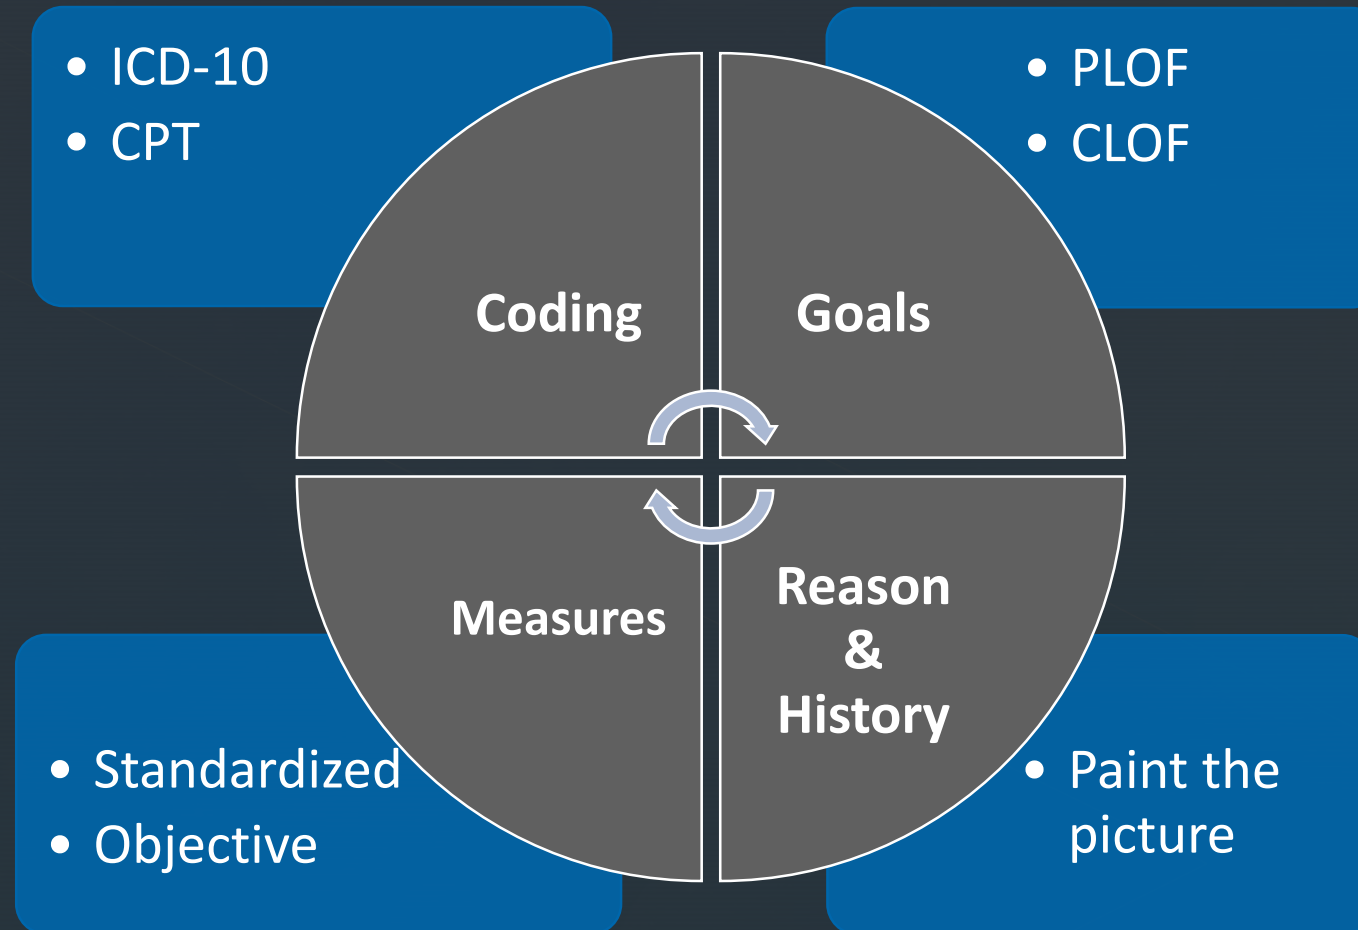 • ICD-10
• CPT
• PLOF
• CLOF
Coding
Goals
Measures
Reason
&
History
• Standardized
• Objective
• Paint the
picture